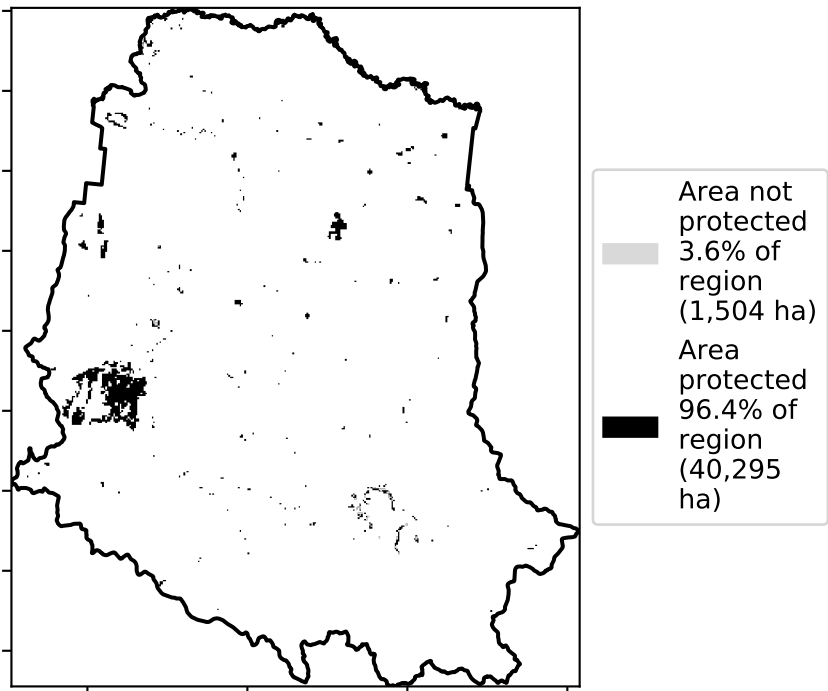 Area not
protected
3.6% of
region
(1,504 ha)
Area
protected
96.4% of
region
(40,295
ha)